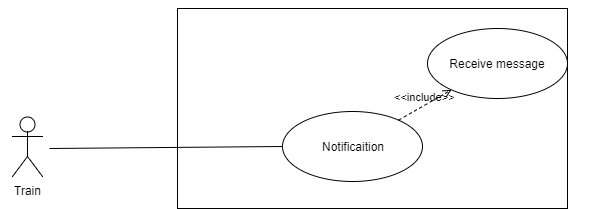 Receive message
<<include>>
Notificaition
Train